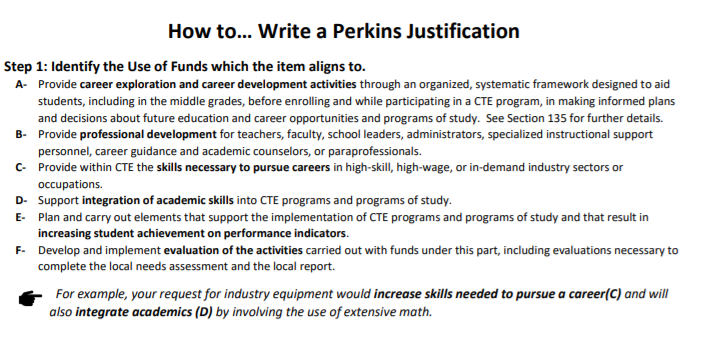 How to... Write a Perkins Justification
Step 1: Identify the Use of Funds which the item aligns to.
A- Provide career exploration and career development activities through an organized, systematic framework designed to aid
students, including in the middle grades, before enrolling and while participating in a CTE program, in making informed plans
and decisions about future education and career opportunities and programs of study. See Section 135 for further details.
B- Provide professional development for teachers, faculty, school leaders, administrators, specialized instructional support
personnel, career guidance and academic counselors, or paraprofessionals.
C- Provide within CTE the skills necessary to pursue careers in high-skill, high-wage, or in-demand industry sectors or
occupations.
D- Support integration of academic skills into CTE programs and programs of study.
E- Plan and carry out elements that support the implementation of CTE programs and programs of study and that result in
increasing student achievement on performance indicators.
F- Develop and implement evaluation of the activities carried out with funds under this part, including evaluations necessary to
complete the local needs assessment and the local report.
For example, your request for industry equipment would increase skills needed to pursue a career(C) and will
also integrate academics (D) by involving the use of extensive math.